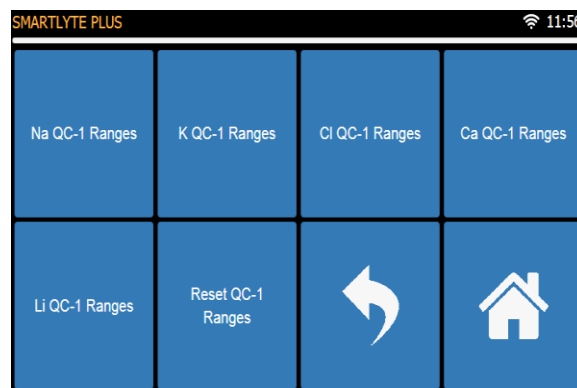 SMARTLYTE PLUS 11:56
Na QC-1 Ranges
K QC-1 Ranges
Cl QC-1 Ranges
Ca QC-1 Ranges
Li QC-1 Ranges
Reset QC-1
Ranges